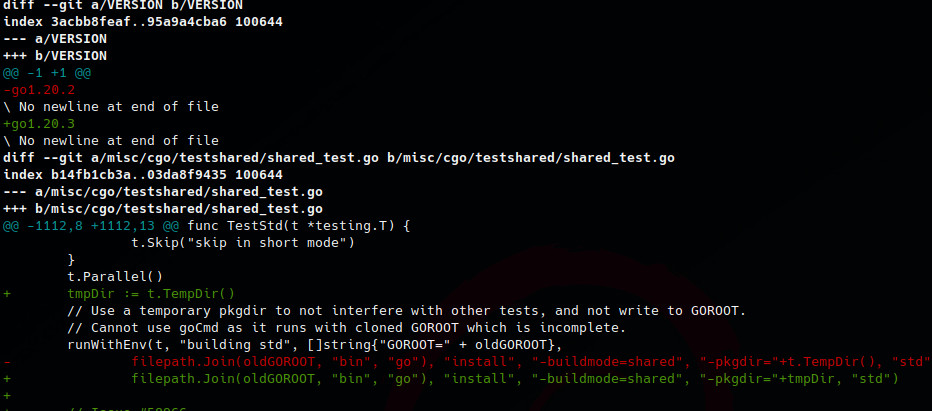 diff --git a/VERSION b/VERSION
index 3acbb8feaf..95a9a4cba6 100644
--- a/VERSION
+++ b/VERSION
@@ -1 +1 @@
-go1.20.2
\ No newline at end of file
+go1.20.3
\ No newline at end of file
diff --git a/misc/cgo/testshared/shared_test.go b/misc/cgo/testshared/shared_test.go
index b14fb1cb3a..03da8f9435 100644
--- a/misc/cgo/testshared/shared_test.go
+++ b/misc/cgo/testshared/shared_test.go
@@ -1112,8 +1112,13 @@ func TestStd(t *testing.T) {
                t.Skip("skip in short mode")
        }
        t.Parallel()
+       tmpDir := t.TempDir()
        // Use a temporary pkgdir to not interfere with other tests, and not write to GOROOT.
        // Cannot use goCmd as it runs with cloned GOROOT which is incomplete.
        runWithEnv(t, "building std", []string{"GOROOT=" + oldGOROOT},
-               filepath.Join(oldGOROOT, "bin", "go"), "install", "-buildmode=shared", "-pkgdir="+t.TempDir(), "std"
+               filepath.Join(oldGOROOT, "bin", "go"), "install", "-buildmode=shared", "-pkgdir="+tmpDir, "std")
+
+       // Issue